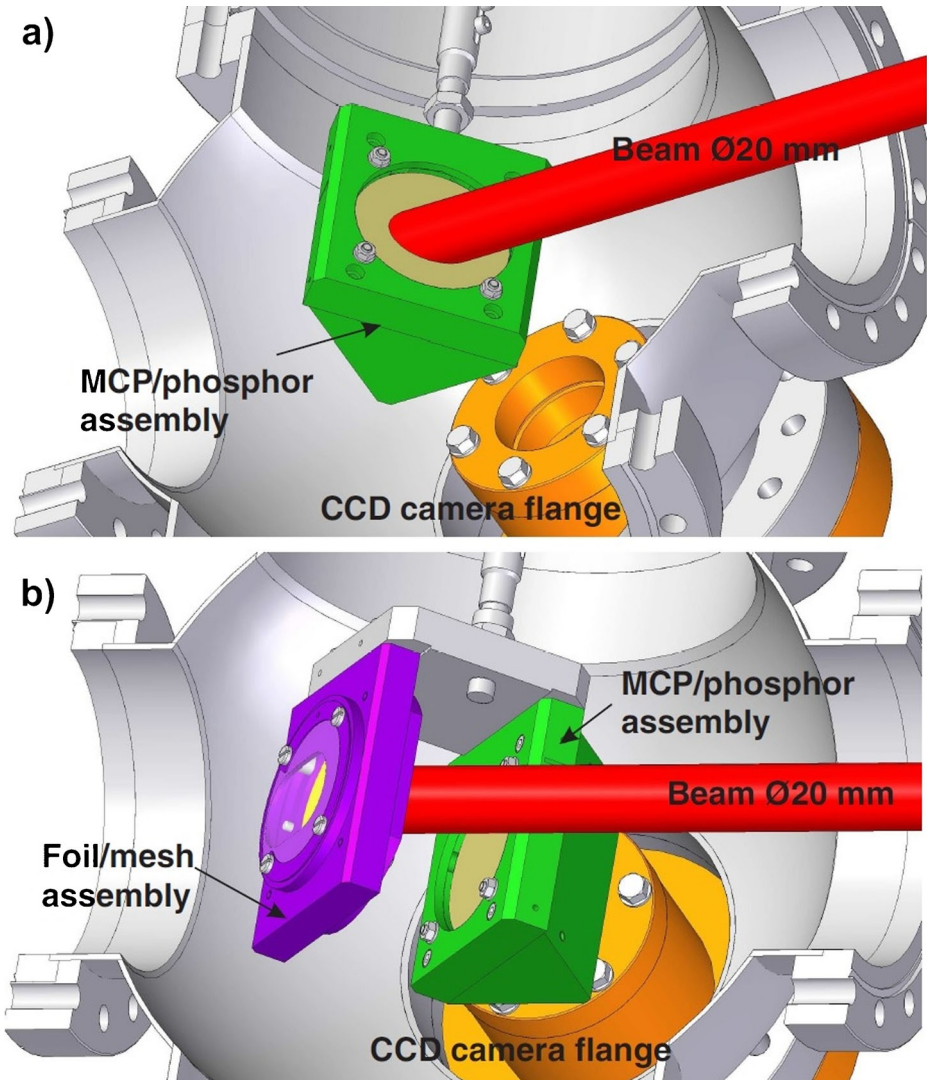 a)
Beam Ø20 mm
MCP/phosphor
assembly
CCD camera flange
b)
MCP/phosphor
assembly
Beam Ø20 mm
Foil/mesh
assembly
CCD camera flange